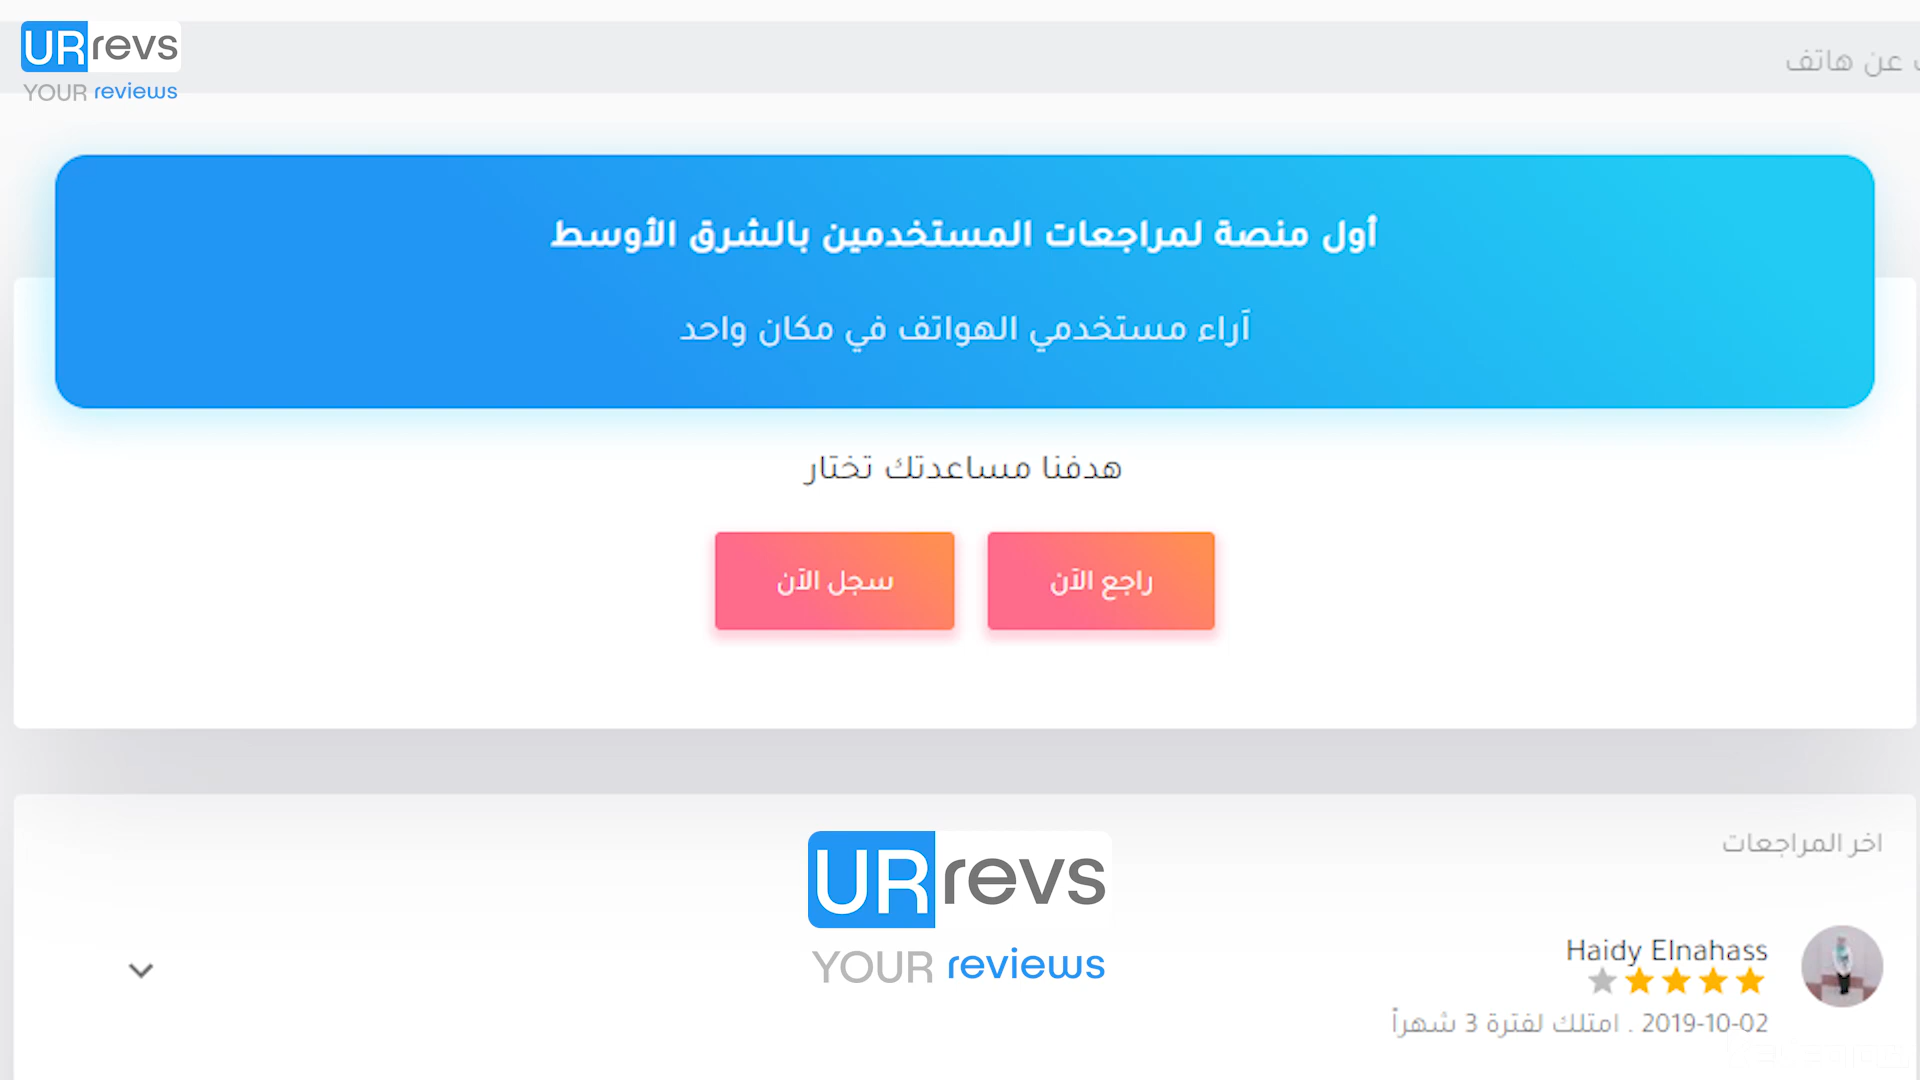 URrevs
YOUR reviews
عن هاتف
أول منصة لمراجعات المستخدمين بالشرق الأوسط
آراء مستخدمي الهواتف في مكان واحد
هدفنا مساعدتك تختار
راجع الآن
سجل الآن
اخر المراجعات
URrevs
YOUR reviews
Haidy Elnahass
2019-10-02 . امتلك لفترة 3 شهراً